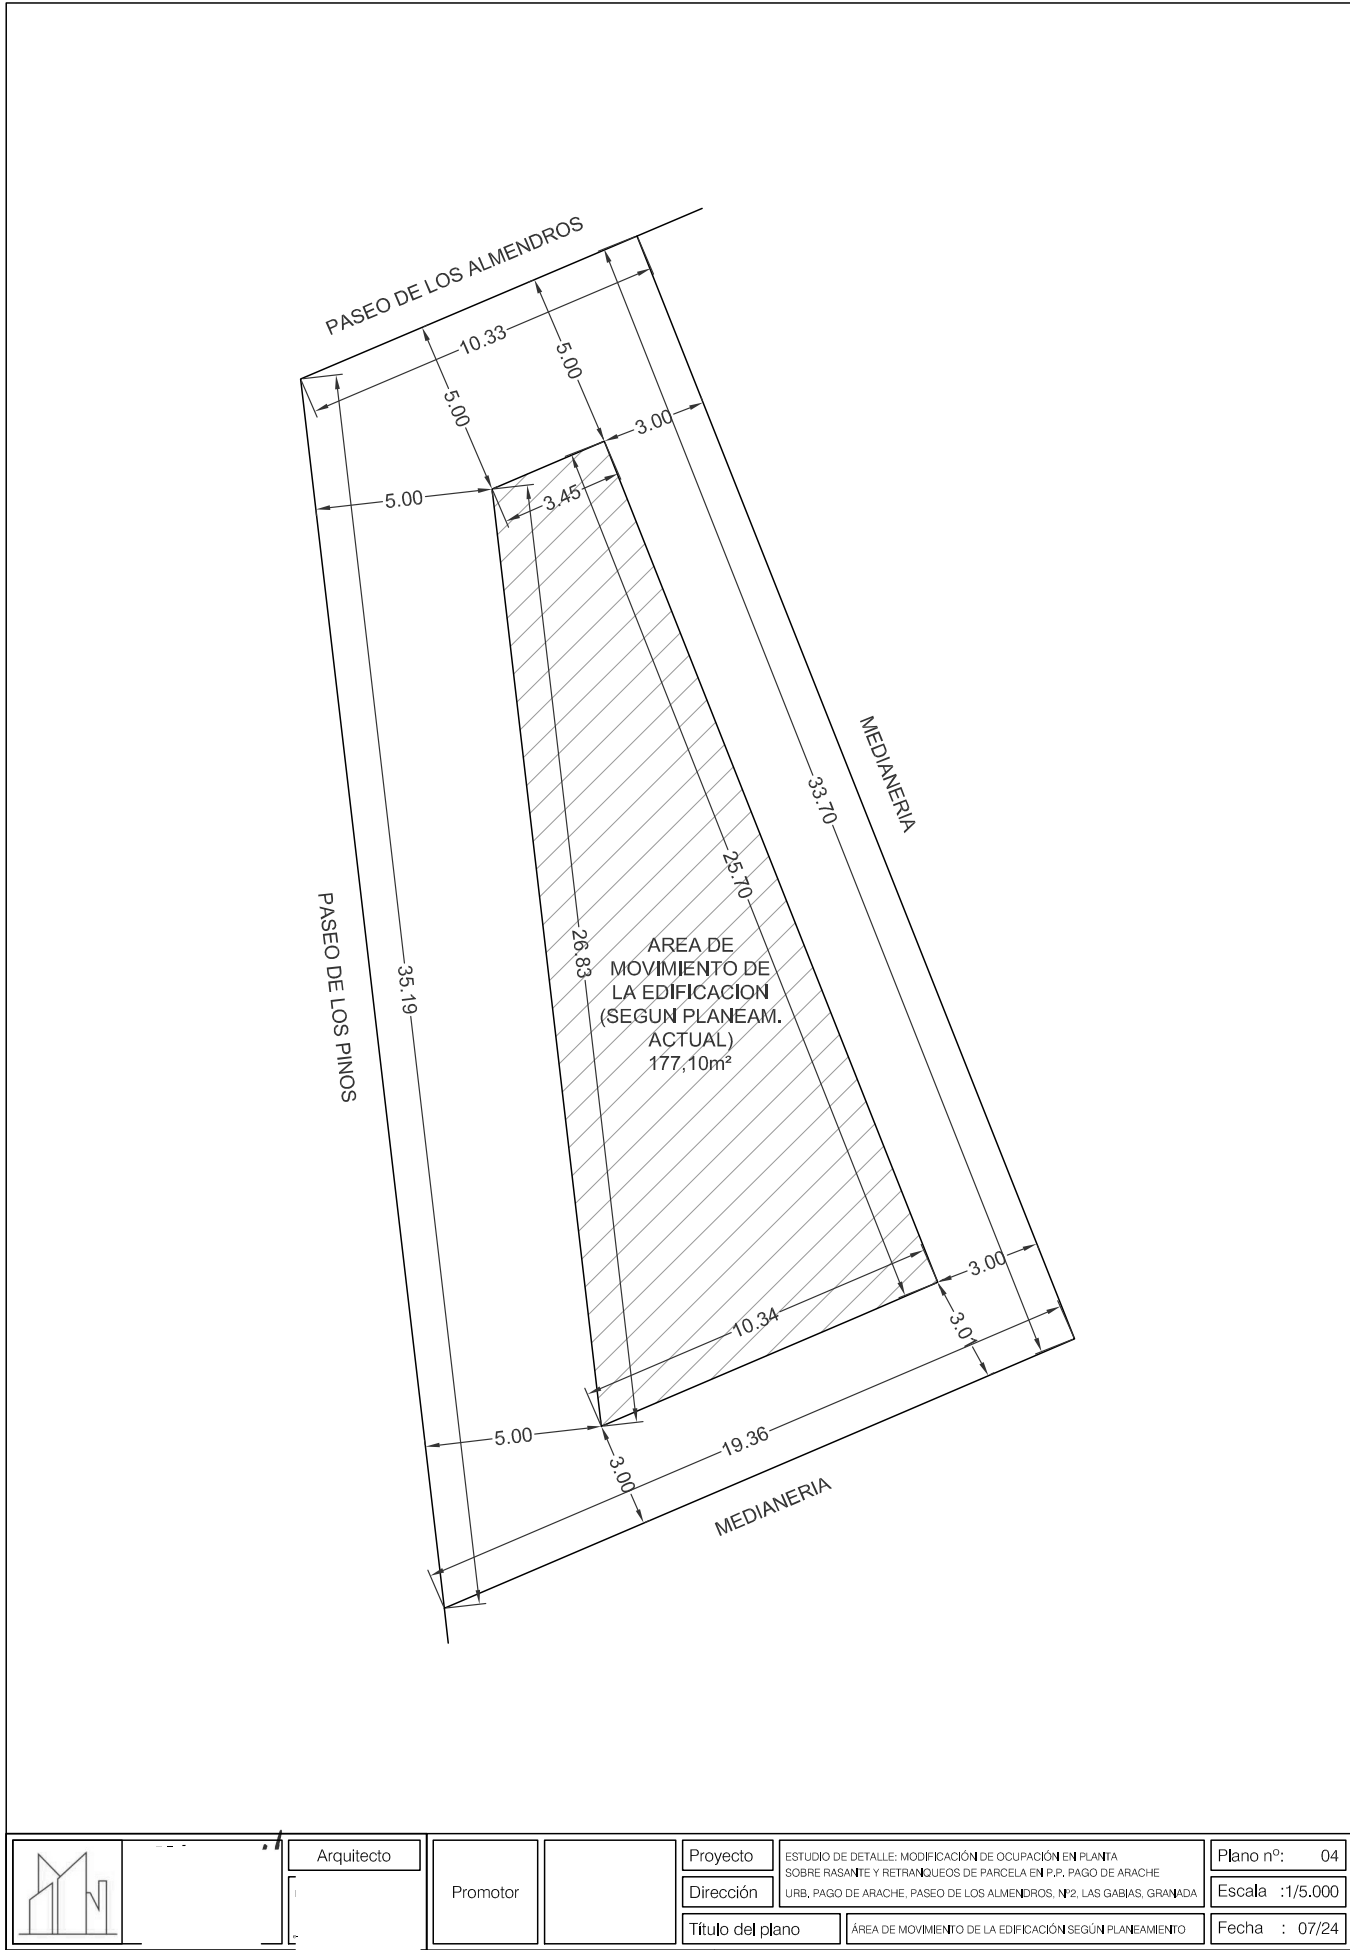 PASEO DE LOS ALMENDROS
10.33
5.00
5.00
3.00
5.00
3.45
MEDIANERIA
33.70
25.70
PASEO DE LOS PINOS
35.19
26.83
AREA DE
MOVIMIENTO DE
LA EDIFICACION
(SEGUN PLANEAM.
ACTUAL)
177,10m²
3.00
10.34
3.01
5.00
19.36
3.00
MEDIANERIA
Arquitecto
Promotor
Proyecto
ESTUDIO DE DETALLE: MODIFICACIÓN DE OCUPACIÓN EN PLANTA
SOBRE RASANTE Y RETRANQUEOS DE PARCELA EN P.P. PAGO DE ARACHE
Dirección
URB. PAGO DE ARACHE, PASEO DE LOS ALMENDROS, Nº2, LAS GABIAS, GRANADA
Título del plano
ÁREA DE MOVIMIENTO DE LA EDIFICACIÓN SEGÚN PLANEAMIENTO
Plano nº: 04
Escala :1/5.000
Fecha : 07/24